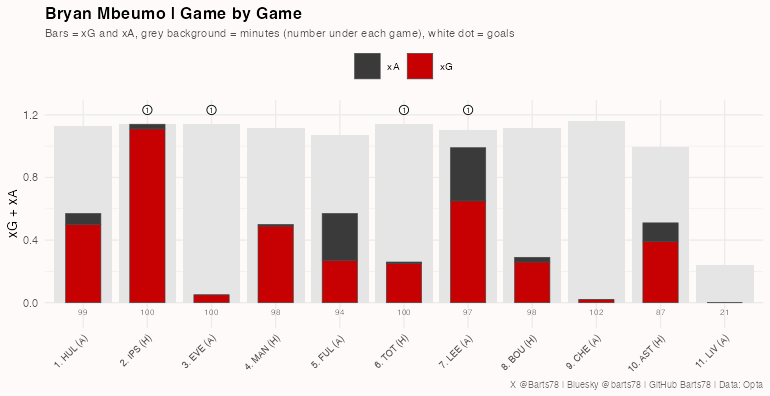 Bryan Mbeumo | Game by Game
Bars = xG and xA, grey background = minutes (number under each game), white dot = goals
xA xG
1 1 1 1
1.2
0.8
0.4
0.0
xG + xA
99 100 100 98 94 100 97 98 102 87 21
1. HUL (A) 2. IPS (H) 3. EVE (A) 4. MAN (H) 5. FUL (A) 6. TOT (H) 7. LEE (A) 8. BOU (H) 9. CHE (A) 10. AST (H) 11. LIV (A)
X @Barts78 | Bluesky @barts78 | GitHub Barts78 | Data: Opta